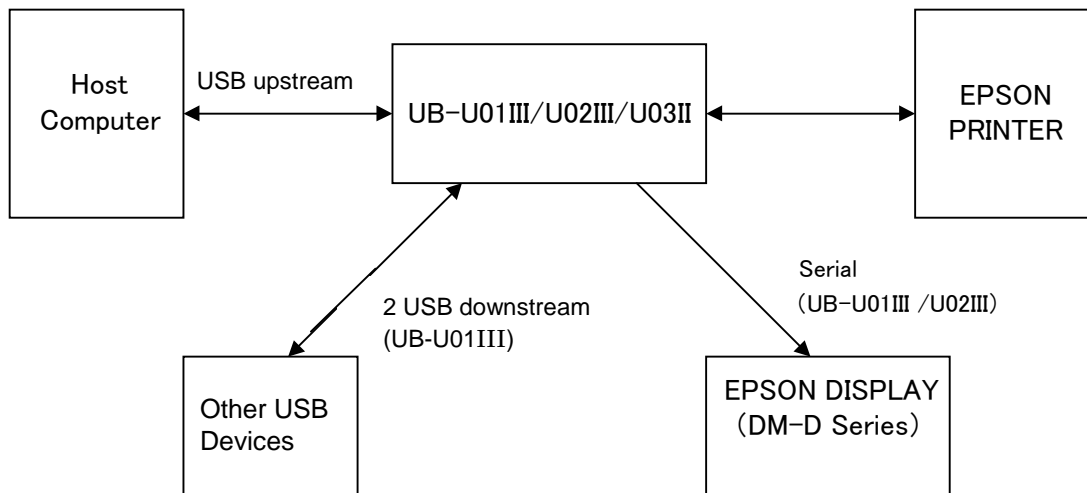 Host
Computer
USB upstream
UB-U01III/U02III/U03II
EPSON
PRINTER
2 USB downstream
(UB-U01III)
Serial
(UB-U01III /U02III)
Other USB
Devices
EPSON DISPLAY
(DM-D Series)